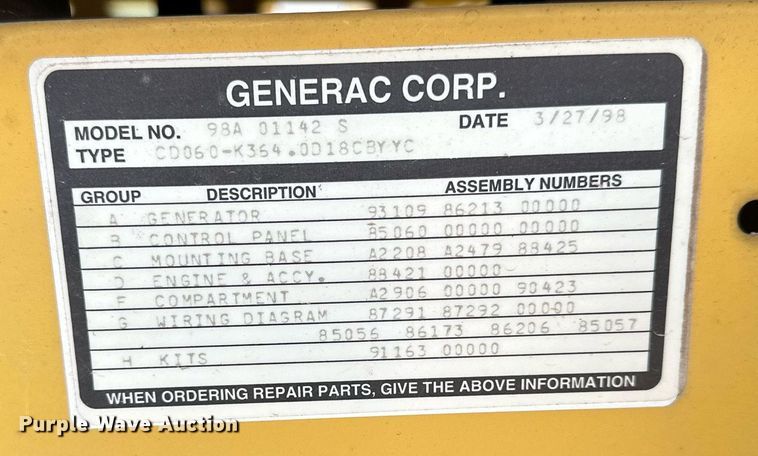 GENERAC CORP.
MODEL NO. 98A 01142 S DATE 3/27/98
TYPE CD060-K364.0D18CBYYC
GROUP DESCRIPTION ASSEMBLY NUMBERS
A GENERATOR 93109 86213 00000
B CONTROL PANEL 85060 00000 00000
C MOUNTING BASE A2208 A2479 88425
D ENGINE & ACCY. 88421 00000
F COMPARTMENT A2906 00000 90423
G WIRING DIAGRAM 87291 87292 00000
85056 86173 86206 85057
H KITS 91163 00000
WHEN ORDERING REPAIR PARTS, GIVE THE ABOVE INFORMATION
Purple Wave Auction